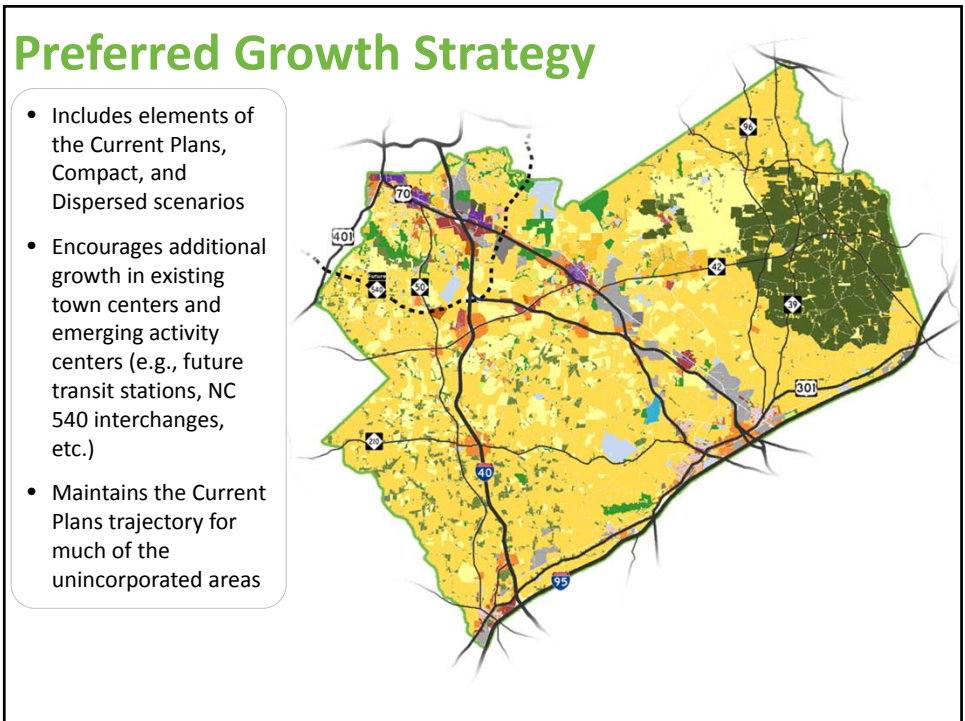 Preferred Growth Strategy
• Includes elements of
the Current Plans,
Compact, and
Dispersed scenarios
• Encourages additional
growth in existing
town centers and
emerging activity
centers (e.g., future
transit stations, NC
540 interchanges,
etc.)
• Maintains the Current
Plans trajectory for
much of the
unincorporated areas
96
70
401
42
540
50
39
301
210
40
95